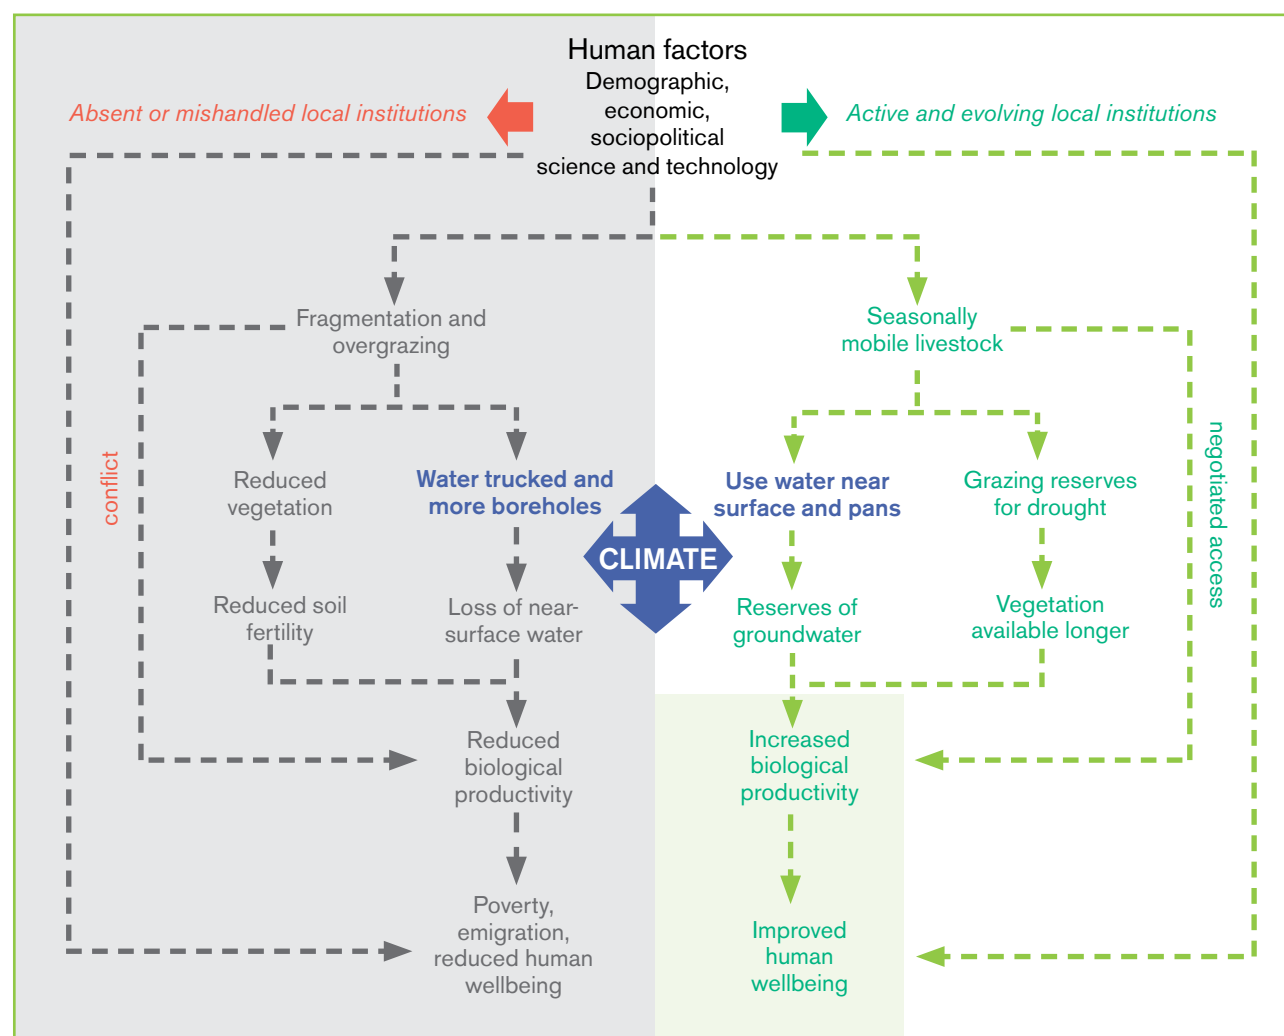 Human factors
Demographic,
economic,
sociopolitical
science and technology
Absent or mishandled local institutions
Active and evolving local institutions
Fragmentation and
overgrazing
Seasonally
mobile livestock
conflict
Reduced
vegetation
Water trucked and
more boreholes
CLIMATE
Use water near
surface and pans
Grazing reserves
for drought
negotiated access
Reduced soil
fertility
Loss of near-
surface water
Reserves of
groundwater
Vegetation
available longer
Reduced
biological
productivity
Increased
biological
productivity
Poverty,
emigration,
reduced human
wellbeing
Improved
human
wellbeing